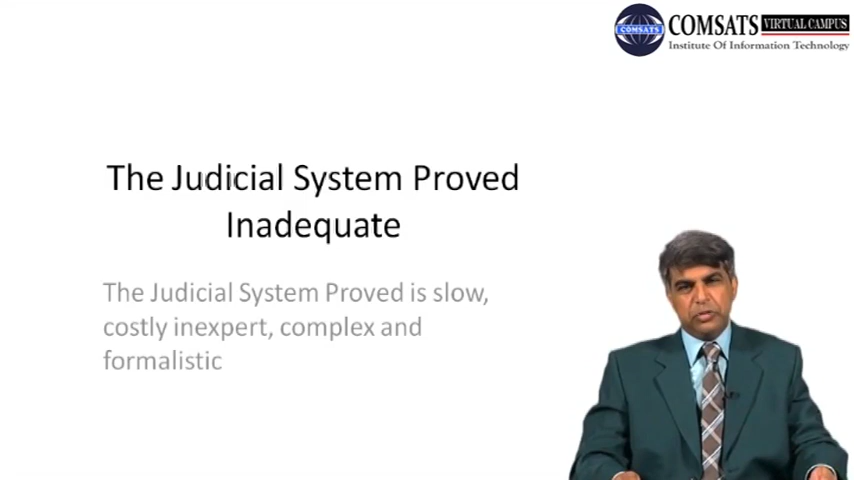 COMSATS
COMSATS VIRTUAL CAMPUS
Institute Of Information Technology
The Judicial System Proved
Inadequate
The Judicial System Proved is slow,
costly inexpert, complex and
formalistic